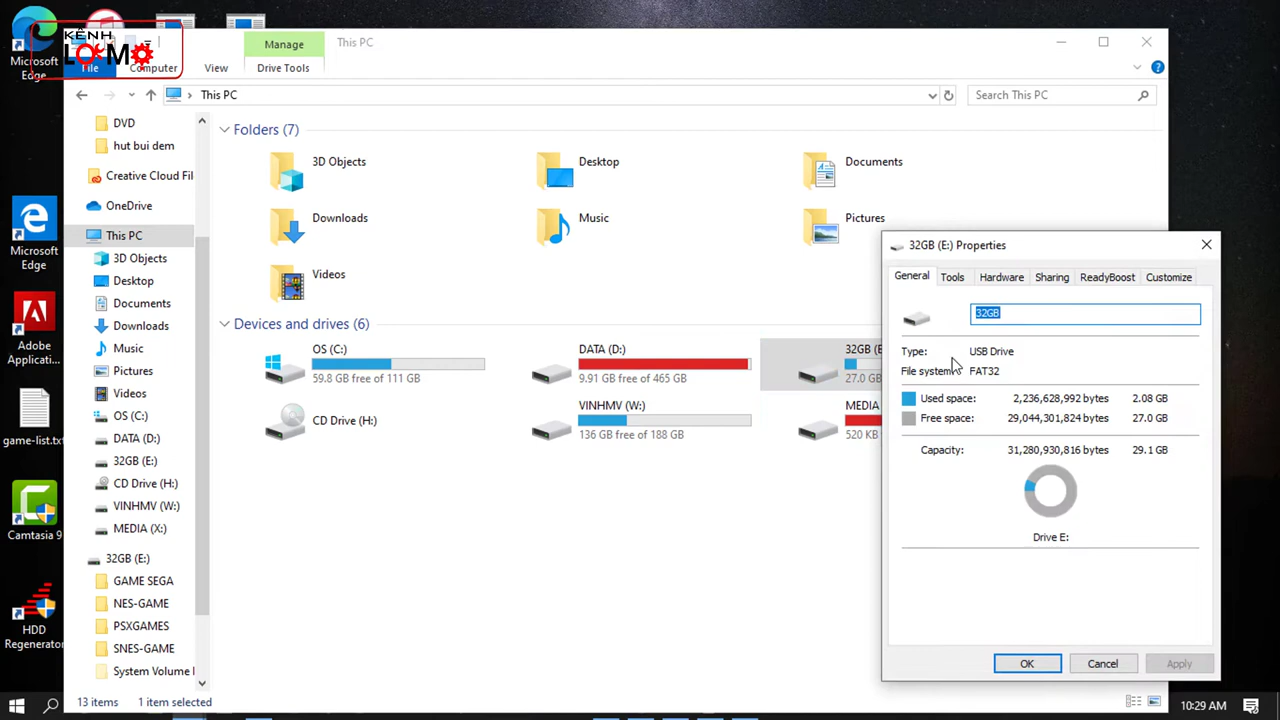 KÊNH
LOMO
Microsoft
Edge
Manage
This PC
File
Computer
View
Drive Tools
This PC
Search This PC
DVD
hut bui dem
Creative Cloud Fil
OneDrive
This PC
3D Objects
Desktop
Documents
Downloads
Music
Pictures
Videos
OS (C:)
DATA (D:)
32GB (E:)
CD Drive (H:)
VINHMV (W:)
MEDIA (X:)
32GB (E:)
GAME SEGA
NES-GAME
PSXGAMES
SNES-GAME
System Volume I
Folders (7)
3D Objects
Desktop
Documents
Downloads
Music
Pictures
Videos
Devices and drives (6)
OS (C:)
59.8 GB free of 111 GB
DATA (D:)
9.91 GB free of 465 GB
32GB (E
27.0 G
CD Drive (H:)
VINHMV (W:)
136 GB free of 188 GB
MEDIA
520 KB
32GB (E:) Properties
General
Tools
Hardware
Sharing
ReadyBoost
Customize
32GB
Type: USB Drive
File system: FAT32
Used space: 2,236,628,992 bytes 2.08 GB
Free space: 29,044,301,824 bytes 27.0 GB
Capacity: 31,280,930,816 bytes 29.1 GB
Drive E:
OK
Cancel
Apply
13 items
1 item selected
Microsoft
Edge
Adobe
Applicati...
game-list.txt
Camtasia 9
HDD
Regenerator
10:29 AM